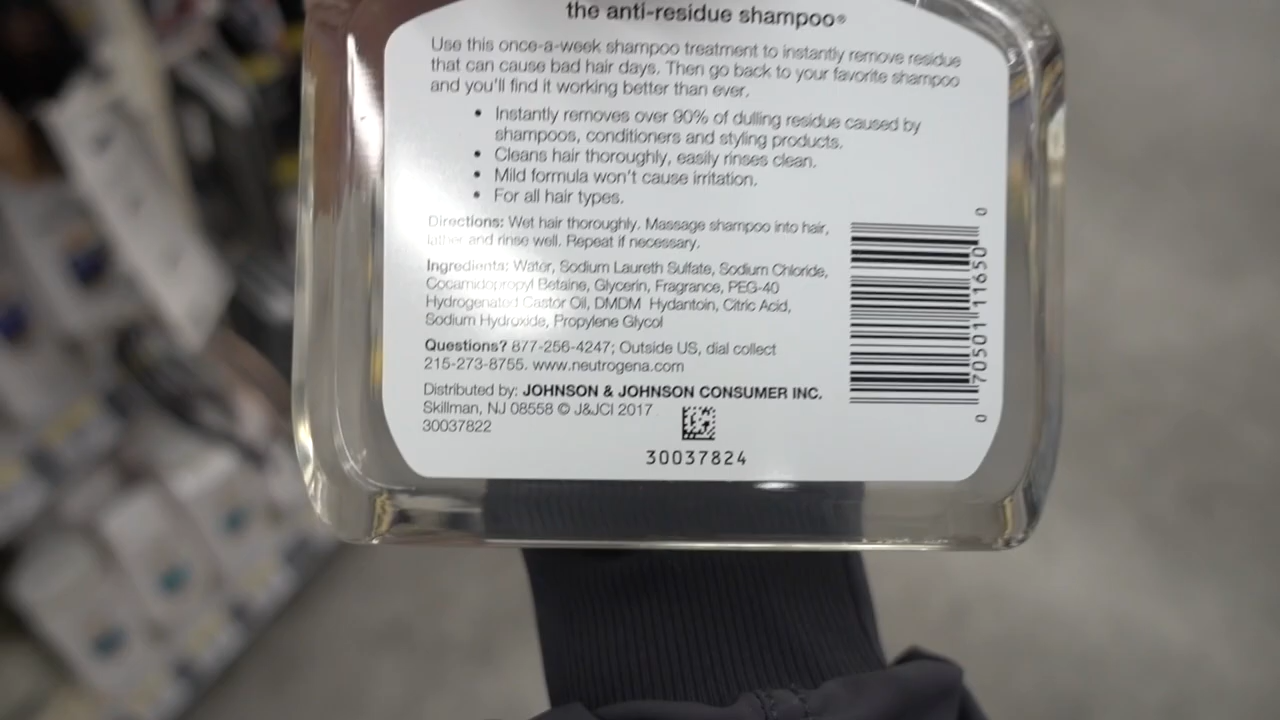 the anti-residue shampoo®
Use this once-a-week shampoo treatment to instantly remove residue
that can cause bad hair days. Then go back to your favorite shampoo
and you'll find it working better than ever.
• Instantly removes over 90% of dulling residue caused by
shampoos, conditioners and styling products.
• Cleans hair thoroughly, easily rinses clean.
• Mild formula won't cause irritation.
• For all hair types.
Directions: Wet hair thoroughly. Massage shampoo into hair,
lather and rinse well. Repeat if necessary.
Ingredients: Water, Sodium Laureth Sulfate, Sodium Chloride,
Cocamidopropyl Betaine, Glycerin, Fragrance, PEG-40
Hydrogenated Castor Oil, DMDM Hydantoin, Citric Acid,
Sodium Hydroxide, Propylene Glycol
Questions? 877-256-4247; Outside US, dial collect
215-273-8755. www.neutrogena.com
Distributed by: JOHNSON & JOHNSON CONSUMER INC.
Skillman, NJ 08558 © J&JCI 2017
30037822
30037824
0 70501 11650 0